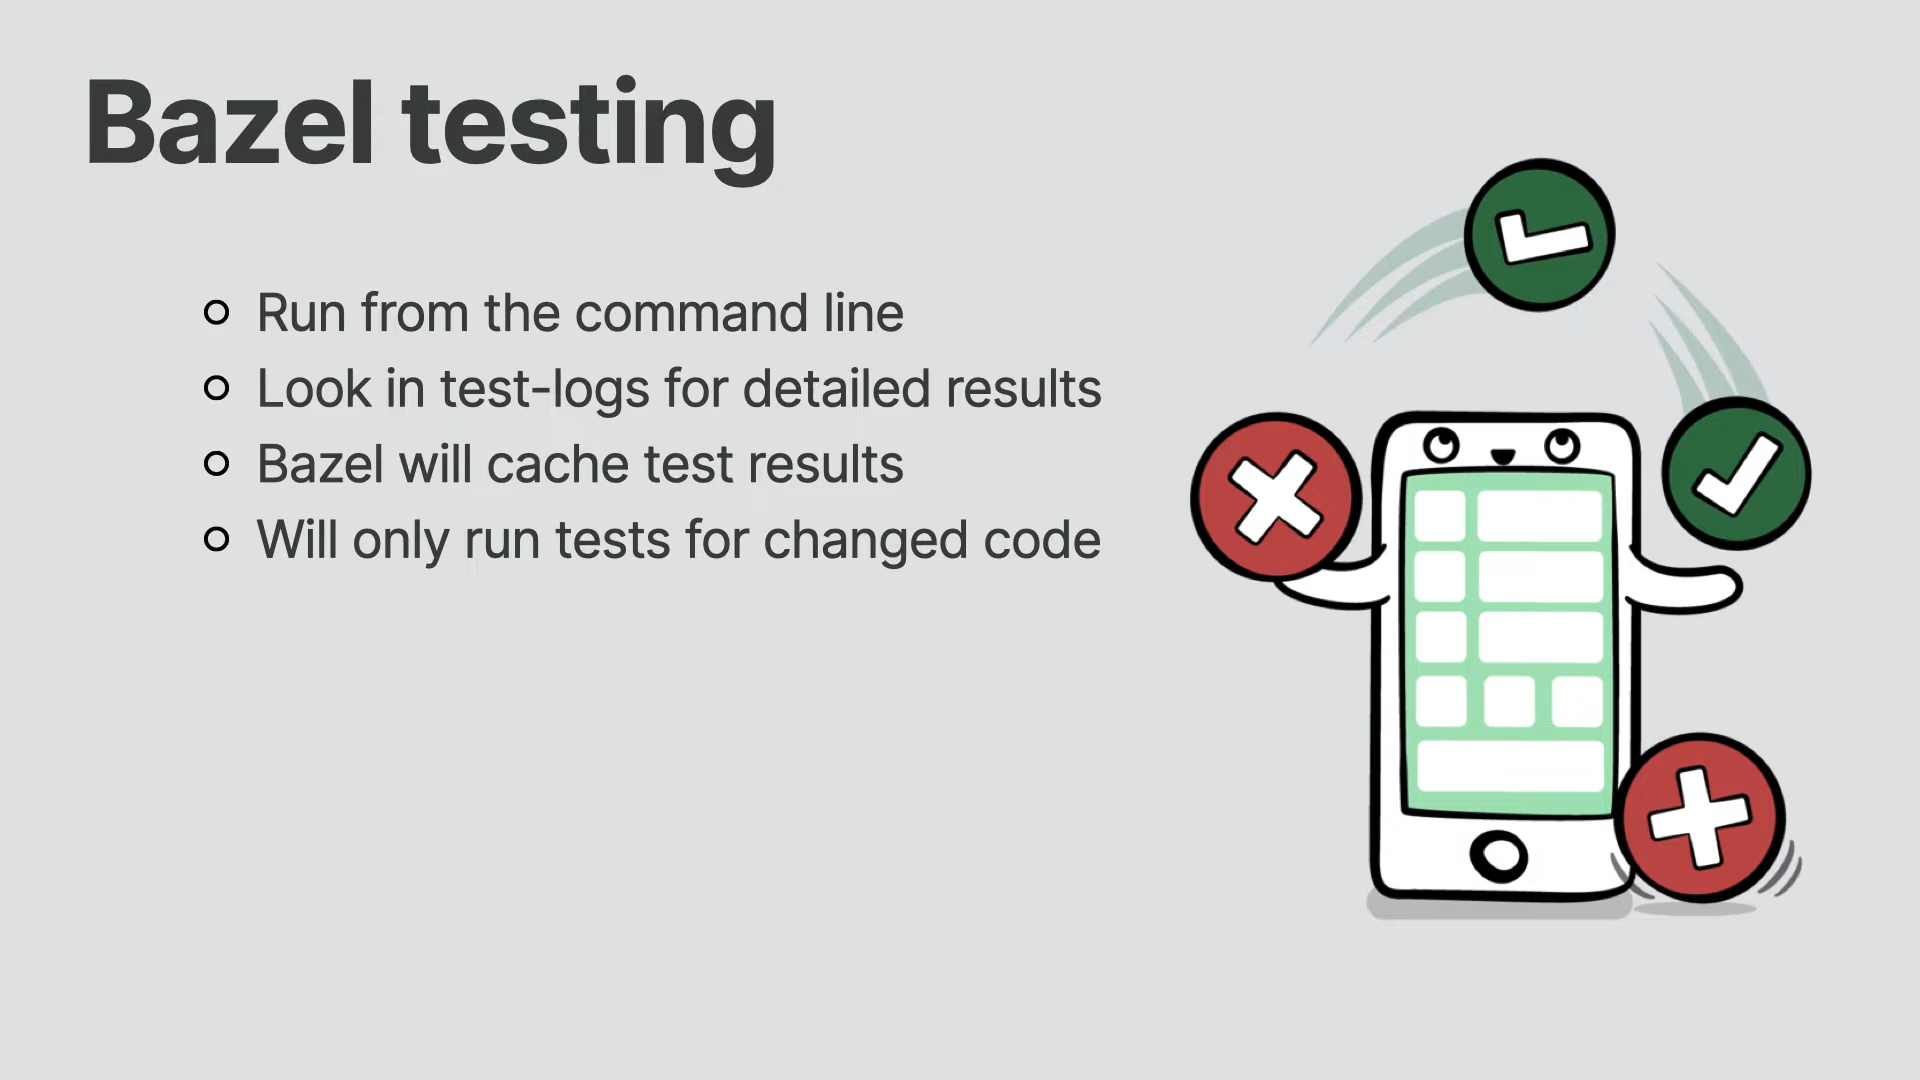 Bazel testing
Run from the command line
Look in test-logs for detailed results
Bazel will cache test results
Will only run tests for changed code